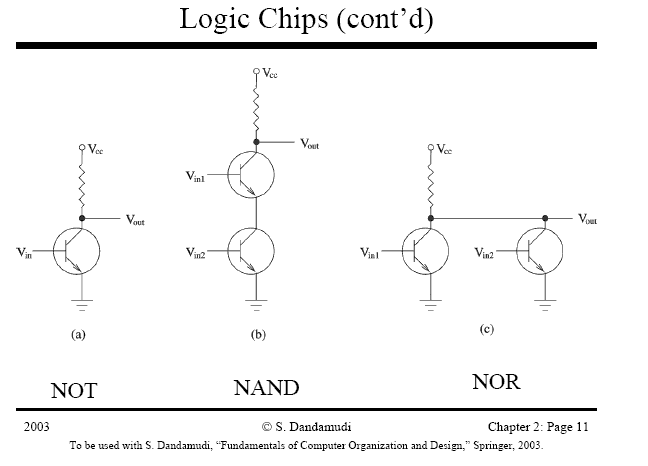 Logic Chips (cont'd)
Vcc
Vout
Vin
(a)
NOT
Vcc
Vout
Vin1
Vin2
(b)
NAND
Vcc
Vout
Vin1
Vin2
(c)
NOR
2003
© S. Dandamudi
Chapter 2: Page 11
To be used with S. Dandamudi, “Fundamentals of Computer Organization and Design,” Springer, 2003.